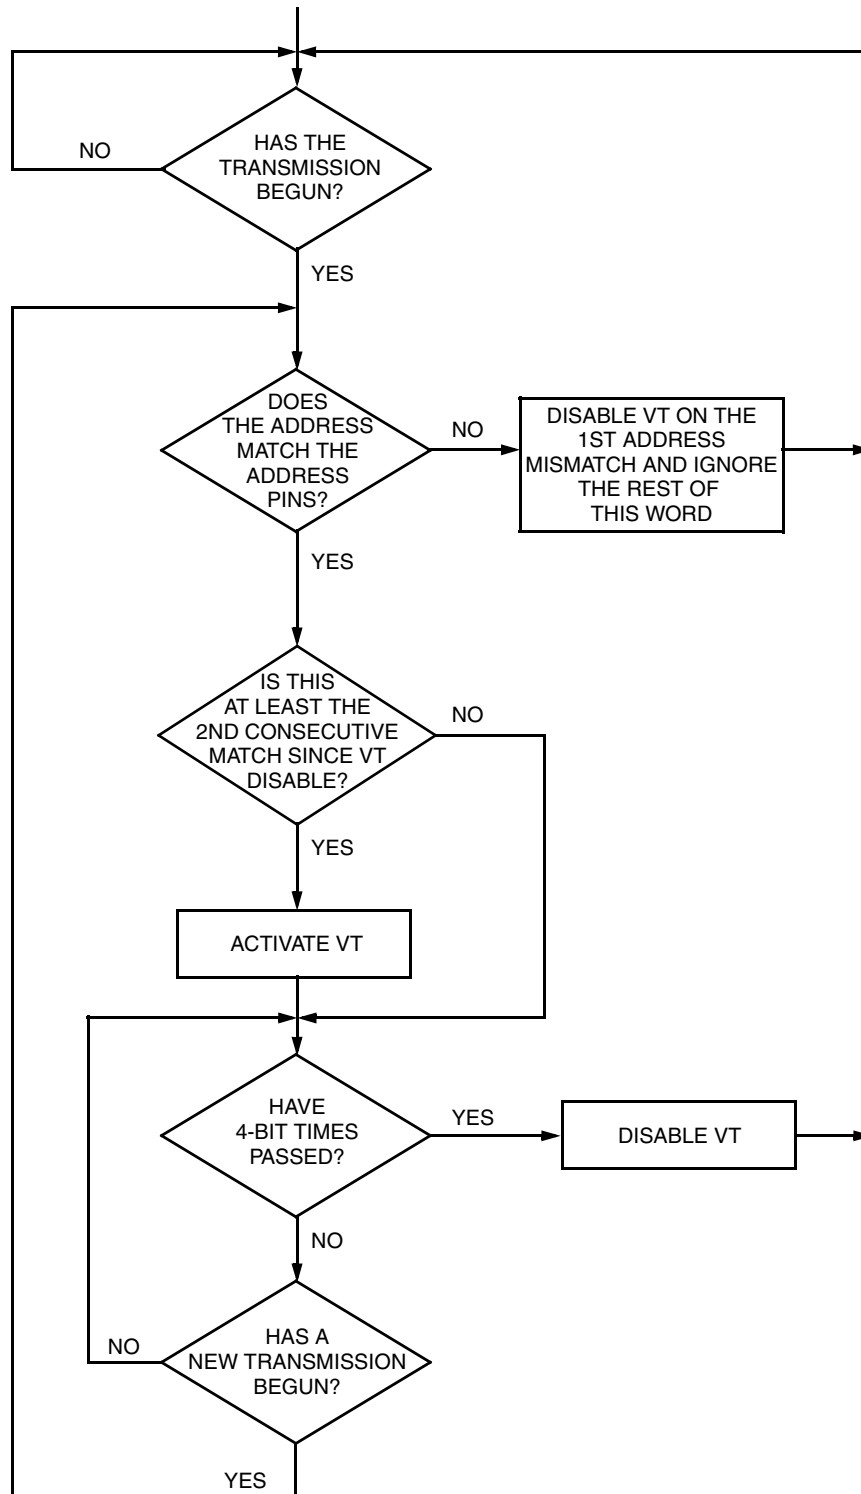 HAS THE
TRANSMISSION
BEGUN?
NO
YES
DOES
THE ADDRESS
MATCH THE
ADDRESS
PINS?
NO
DISABLE VT ON THE
1ST ADDRESS
MISMATCH AND IGNORE
THE REST OF
THIS WORD
YES
IS THIS
AT LEAST THE
2ND CONSECUTIVE
MATCH SINCE VT
DISABLE?
NO
YES
ACTIVATE VT
HAVE
4-BIT TIMES
PASSED?
YES
DISABLE VT
NO
HAS A
NEW TRANSMISSION
BEGUN?
NO
YES